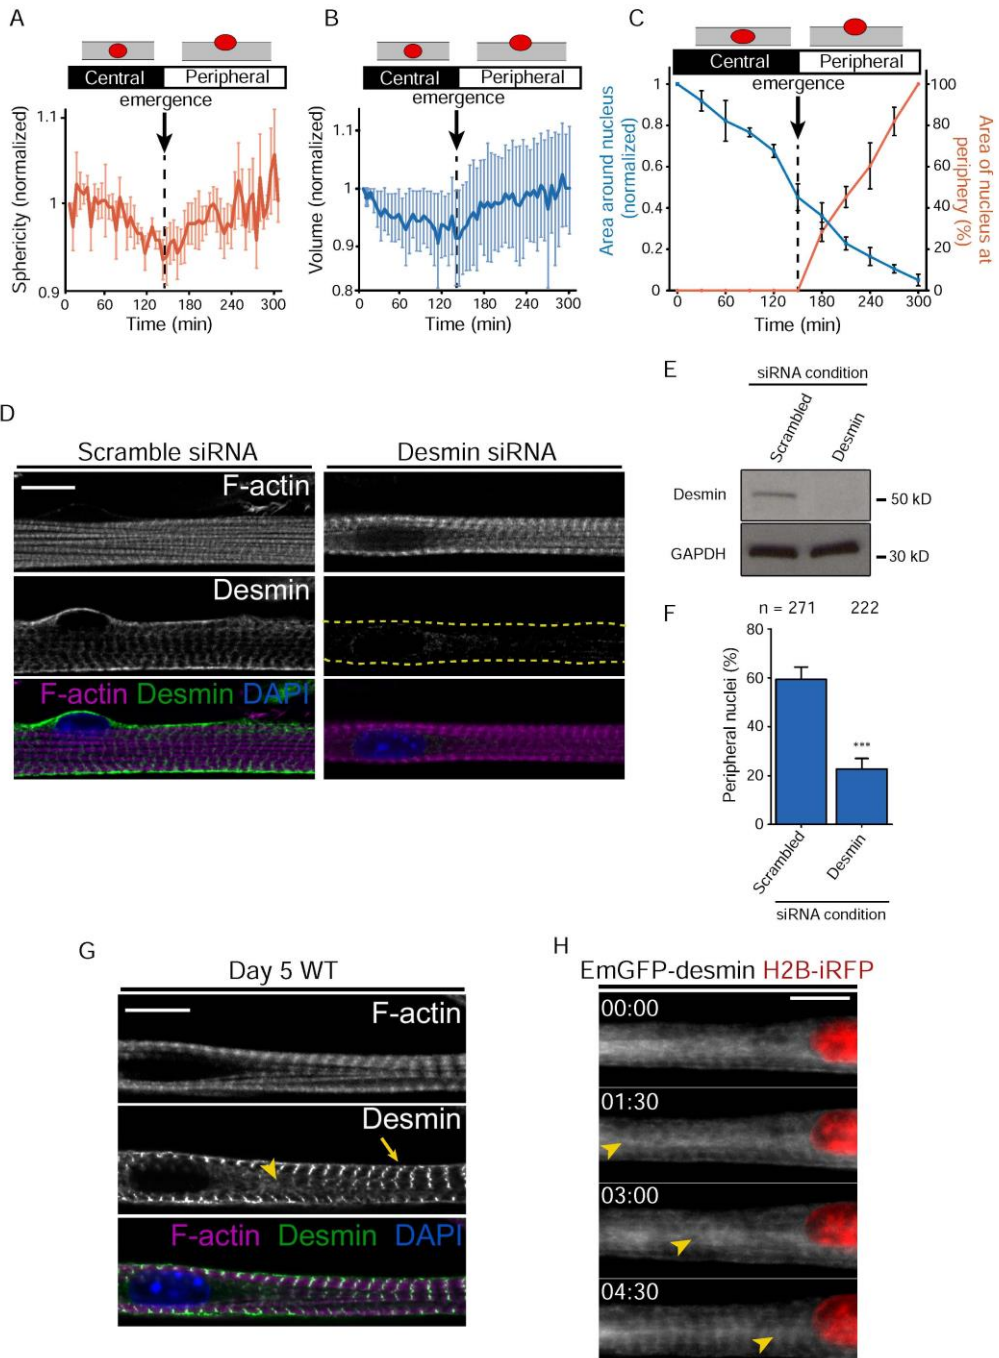 A
Central
Peripheral
emergence
1.1
1
0.9
Sphericity (normalized)
0
60
120
180
240
300
Time (min)
B
Central
Peripheral
emergence
1.1
1
0.9
0.8
Volume (normalized)
0
60
120
180
240
300
Time (min)
C
Central
Peripheral
emergence
1
0.8
0.6
0.4
0.2
0
Area around nucleus
(normalized)
100
80
60
40
20
0
Area of nucleus at
periphery (%)
0
60
120
180
240
300
Time (min)
D
Scramble siRNA
Desmin siRNA
F-actin
Desmin
F-actin Desmin DAPI
E
siRNA condition
Scrambled
Desmin
Desmin
50 kD
GAPDH
30 kD
F
n = 271
222
80
60
40
20
0
Peripheral nuclei (%)
***
Scrambled
Desmin
siRNA condition
G
Day 5 WT
F-actin
Desmin
F-actin Desmin DAPI
H
EmGFP-desmin H2B-iRFP
00:00
01:30
03:00
04:30